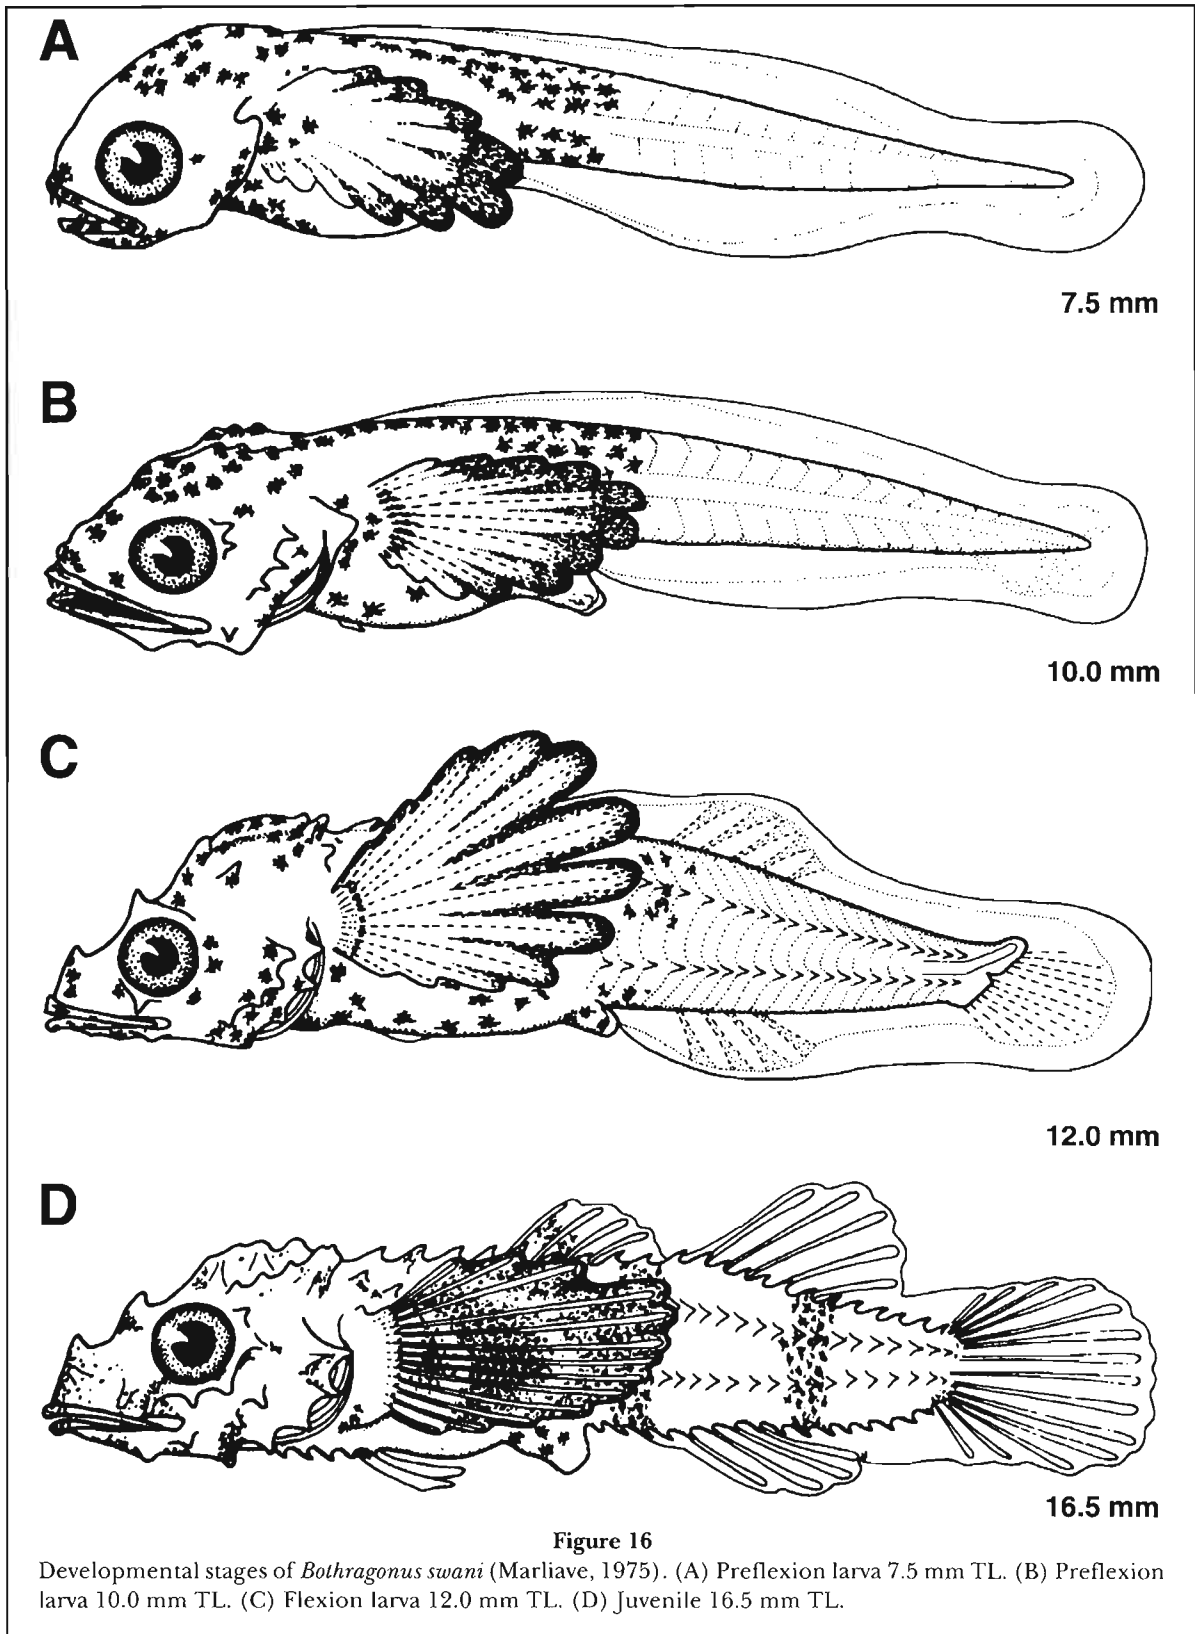 A
7.5 mm
B
10.0 mm
C
12.0 mm
D
16.5 mm
Figure 16
Developmental stages of Bothragonus swani (Marliave, 1975). (A) Preflexion larva 7.5 mm TL. (B) Preflexion
larva 10.0 mm TL. (C) Flexion larva 12.0 mm TL. (D) Juvenile 16.5 mm TL.